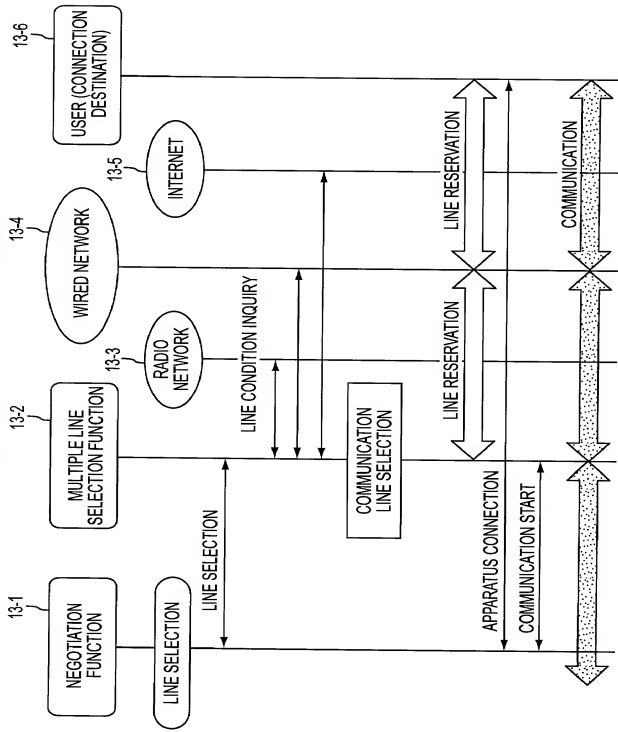 13-1
NEGOTIATION
FUNCTION
13-2
MULTIPLE LINE
SELECTION FUNCTION
13-3
RADIO
NETWORK
13-4
WIRED NETWORK
13-5
INTERNET
13-6
USER (CONNECTION
DESTINATION)
LINE SELECTION
LINE SELECTION
LINE CONDITION INQUIRY
COMMUNICATION
LINE SELECTION
LINE RESERVATION
LINE RESERVATION
APPARATUS CONNECTION
COMMUNICATION START
COMMUNICATION